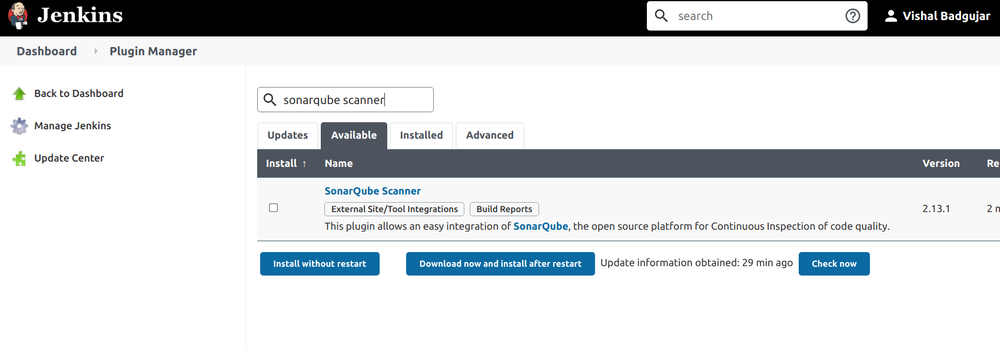 Jenkins
search
Vishal Badgujar
Dashboard Plugin Manager
Back to Dashboard
Manage Jenkins
Update Center
sonarqube scanner
Updates Available Installed Advanced
Install ↑ Name Version Re
SonarQube Scanner
External Site/Tool Integrations Build Reports
This plugin allows an easy integration of SonarQube, the open source platform for Continuous Inspection of code quality.
2.13.1
2 m
Install without restart Download now and install after restart Update information obtained: 29 min ago Check now